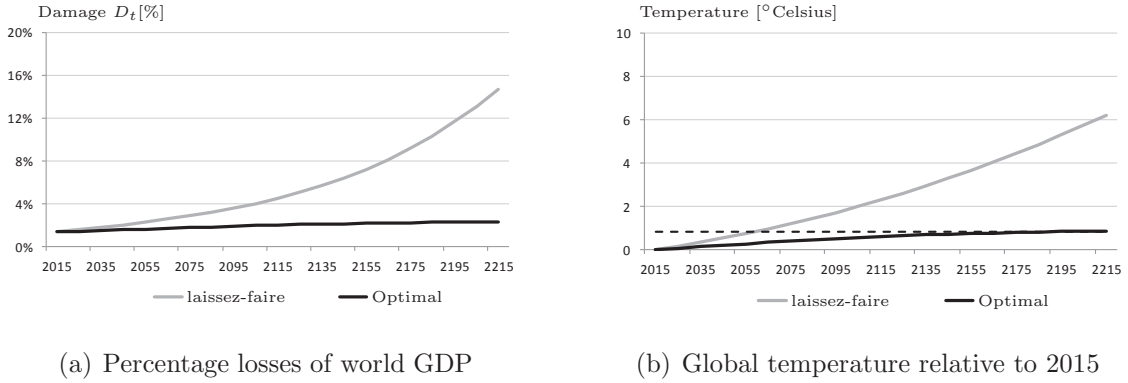 Damage Dₜ[%]
20%
16%
12%
8%
4%
0%
2015 2035 2055 2075 2095 2115 2135 2155 2175 2195 2215
laissez-faire Optimal
(a) Percentage losses of world GDP
Temperature [°Celsius]
10
8
6
4
2
0
2015 2035 2055 2075 2095 2115 2135 2155 2175 2195 2215
laissez-faire Optimal
(b) Global temperature relative to 2015